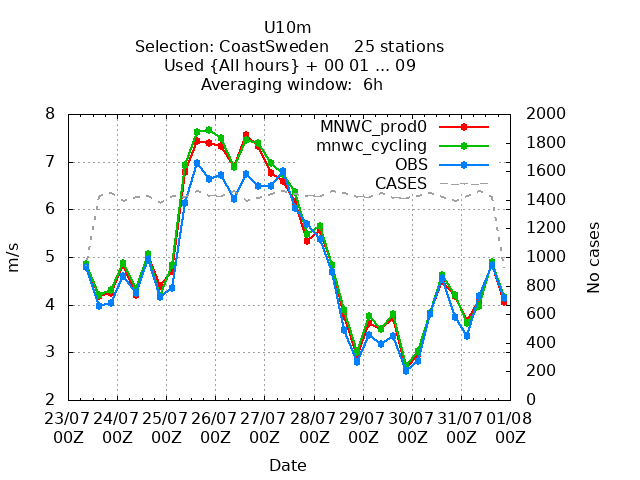 U10m
Selection: CoastSweden     25 stations
Used {All hours} + 00 01 ... 09
Averaging window:  6h
8
7
6
5
4
3
2
m/s
2000
1800
1600
1400
1200
1000
800
600
400
200
0
No cases
MNWC_prod0
mnwc_cycling
OBS
CASES
23/07 24/07 25/07 26/07 27/07 28/07 29/07 30/07 31/07 01/08
00Z 00Z 00Z 00Z 00Z 00Z 00Z 00Z 00Z 00Z
Date